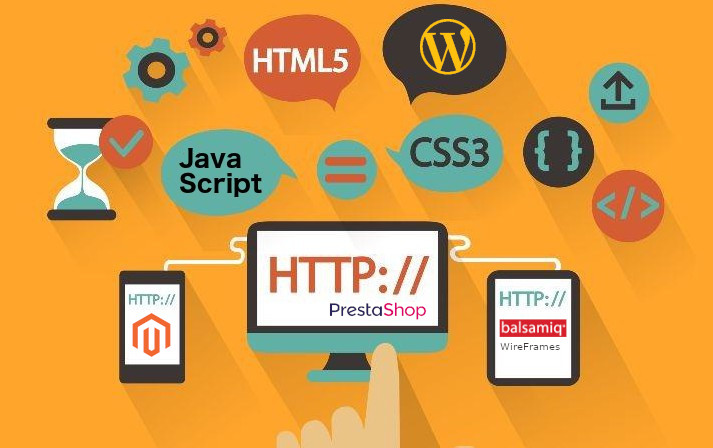 HTML5
W
Java
Script
=
CSS3
{ }
</>
HTTP://
PrestaShop
HTTP://
HTTP://
balsamiq
WireFrames